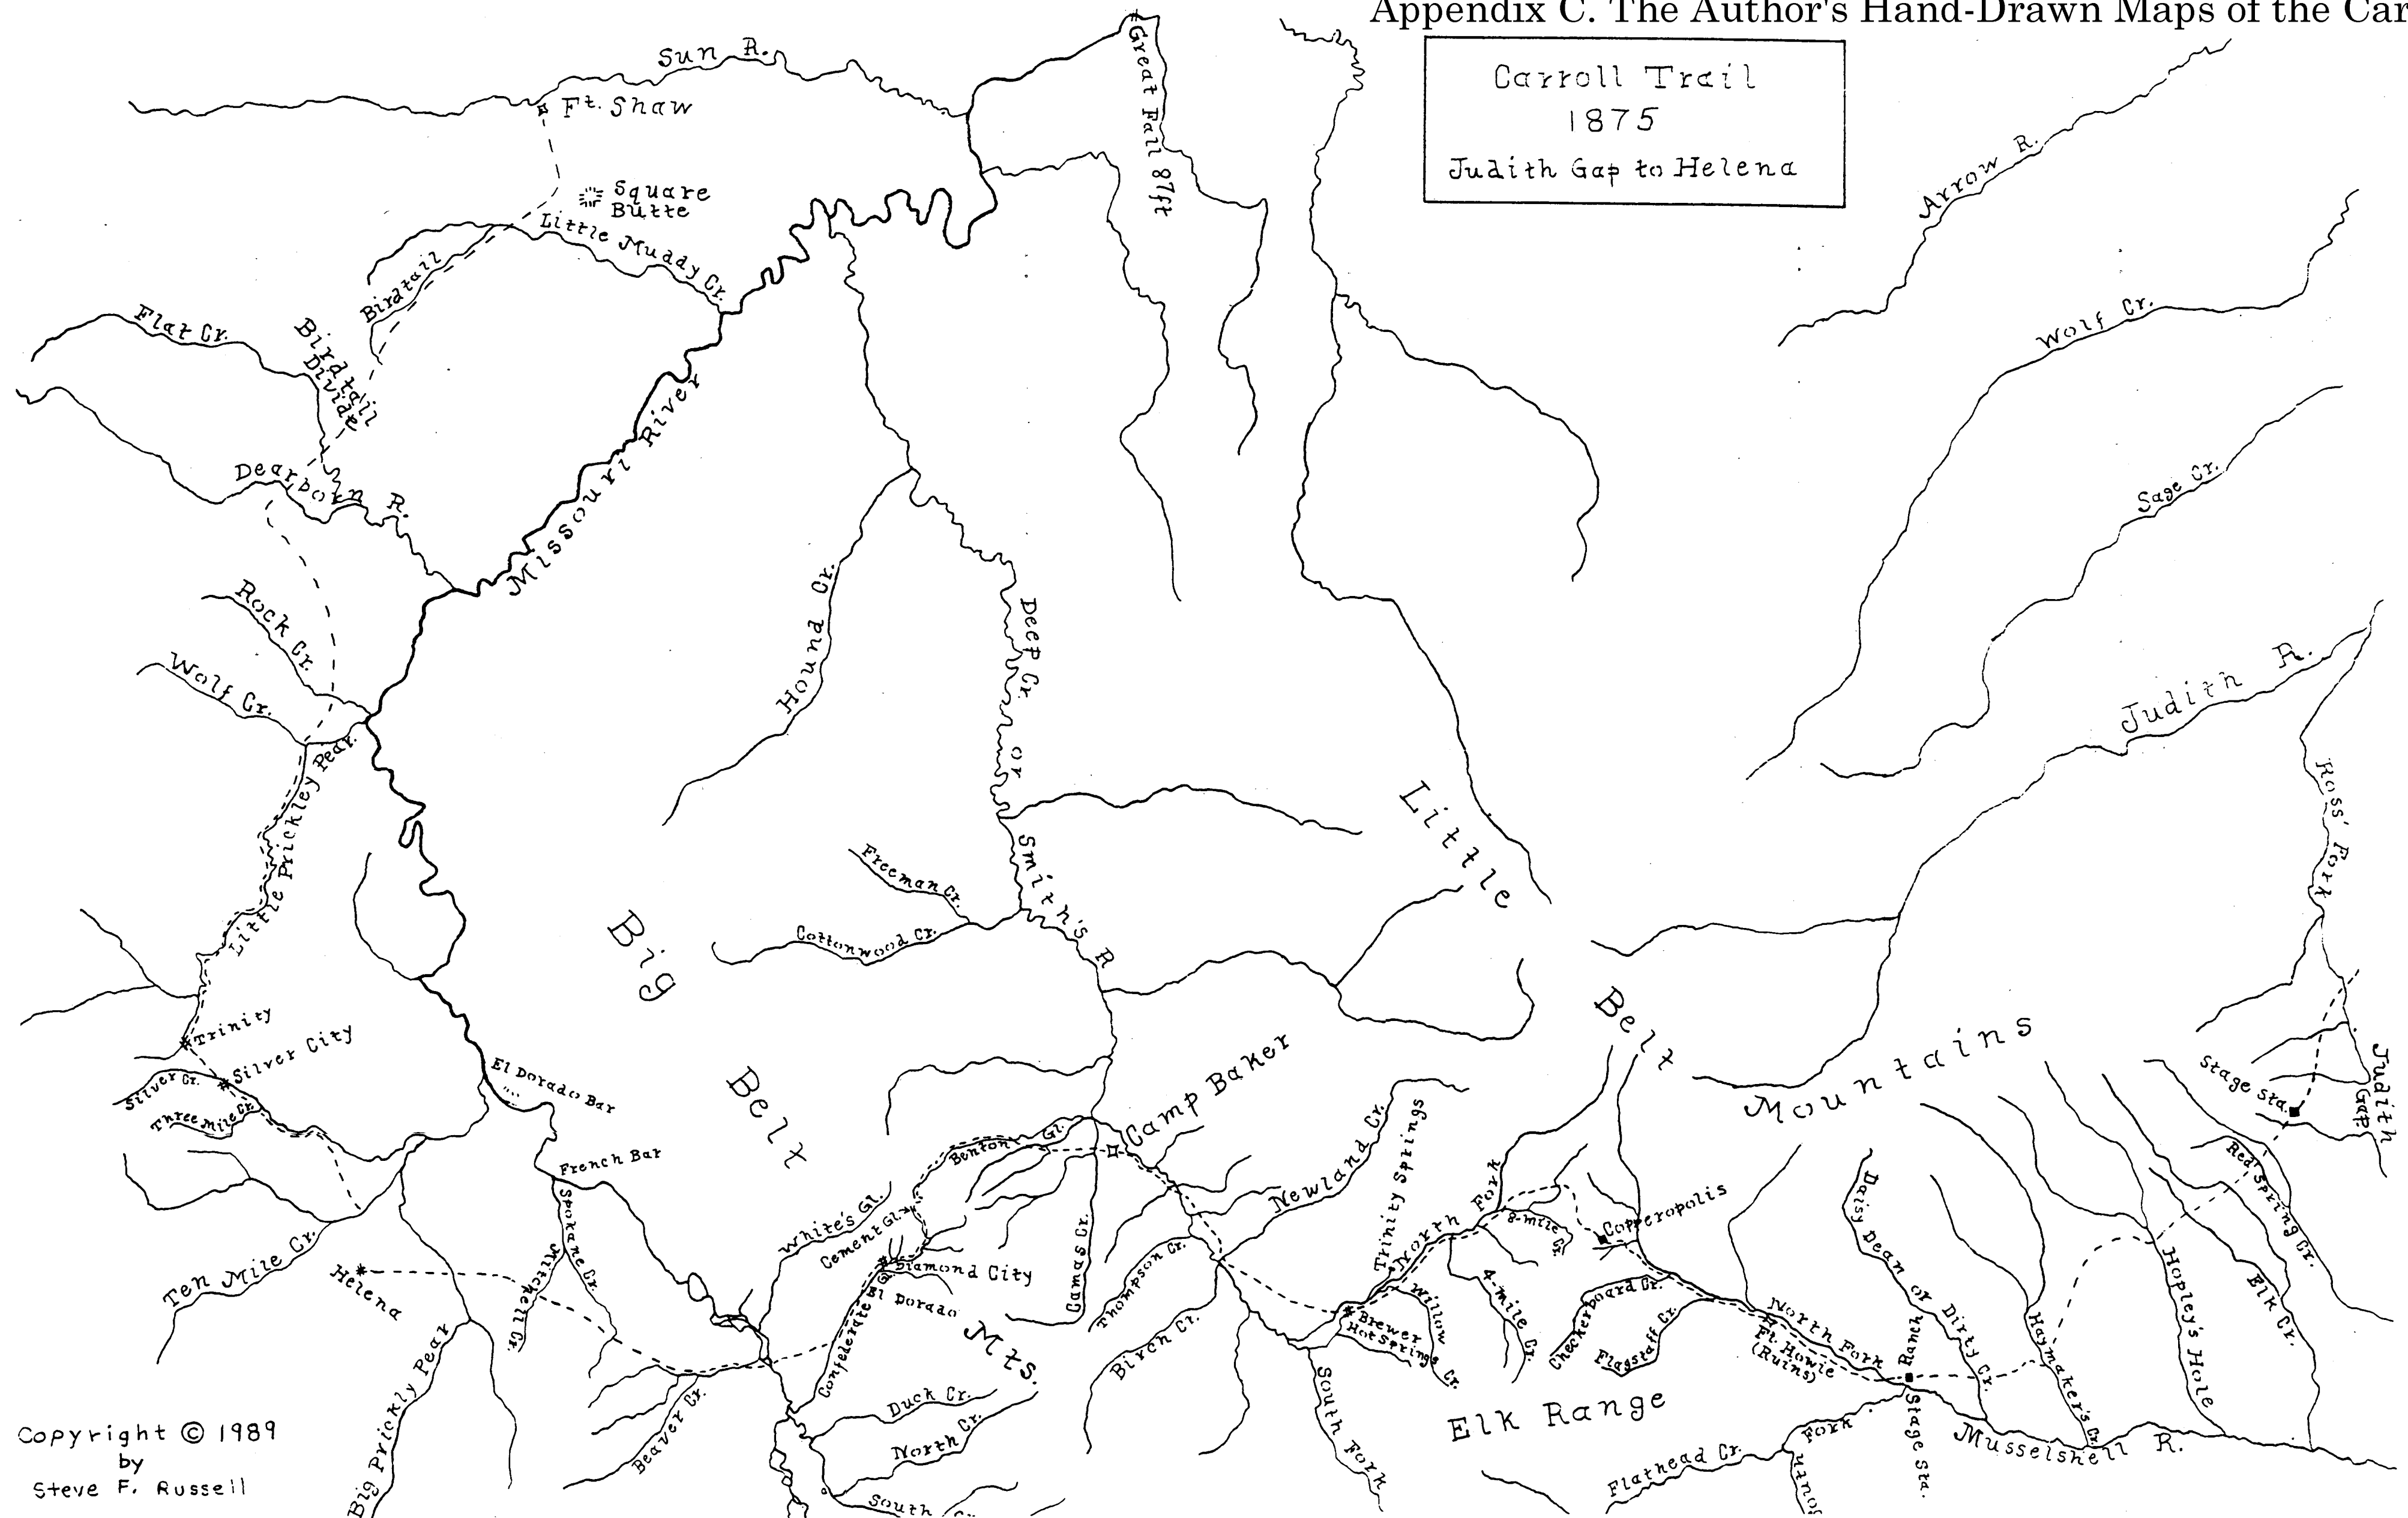 Appendix C. The Author's Hand-Drawn Maps of the Car
Carroll Trail
1875
Judith Gap to Helena
Sun R.
Ft. Shaw
Great Fall 87ft
Square
Butte
Little Muddy Cr.
Birdtail
Flat Cr.
Birdtail
Divide
Dearborn R.
Missouri River
Arrow R.
Wolf Cr.
Sage Cr.
Judith R.
Ross' Fork
Rock Cr.
Wolf Cr.
Little Prickley Pear.
Hound Cr.
Deep Cr. or Smith's R
Freeman Cr.
Cottonwood Cr.
Little Belt Mountains
Big Belt Mts.
Trinity
Silver City
Silver Cr.
Three Mile Cr.
El Dorado Bar
French Bar
Camp Baker
Benton Gl.
Newland Cr.
Trinity Springs
Stage Sta.
Judith
Gap
Red Spring Cr.
Ten Mile Cr.
Helena
Spokane Cr.
Mitchell Cr.
White's Gl.
Cement Gl.
Diamond City
El Dorado
Confederate Gl.
Camas Cr.
Thompson Cr.
Birch Cr.
North Fork
8-mile Cr.
Copperopolis
Daisy Dean or Dirty Cr.
Brewer
Hot Springs
Willow Cr.
4-mile Cr.
Checkerboard Cr.
Flagstaff Cr.
North Fork
Ft. Howie
(Ruins)
Ranch
Stage Sta.
Haymaker's Cr.
Hopley's Hole
Elk Cr.
Big Prickly Pear
Beaver Cr.
Duck Cr.
North Cr.
South Cr.
South Fork
Elk Range
Flathead Cr.
Fork
South
Musselshell R.
Copyright © 1989
by
Steve F. Russell